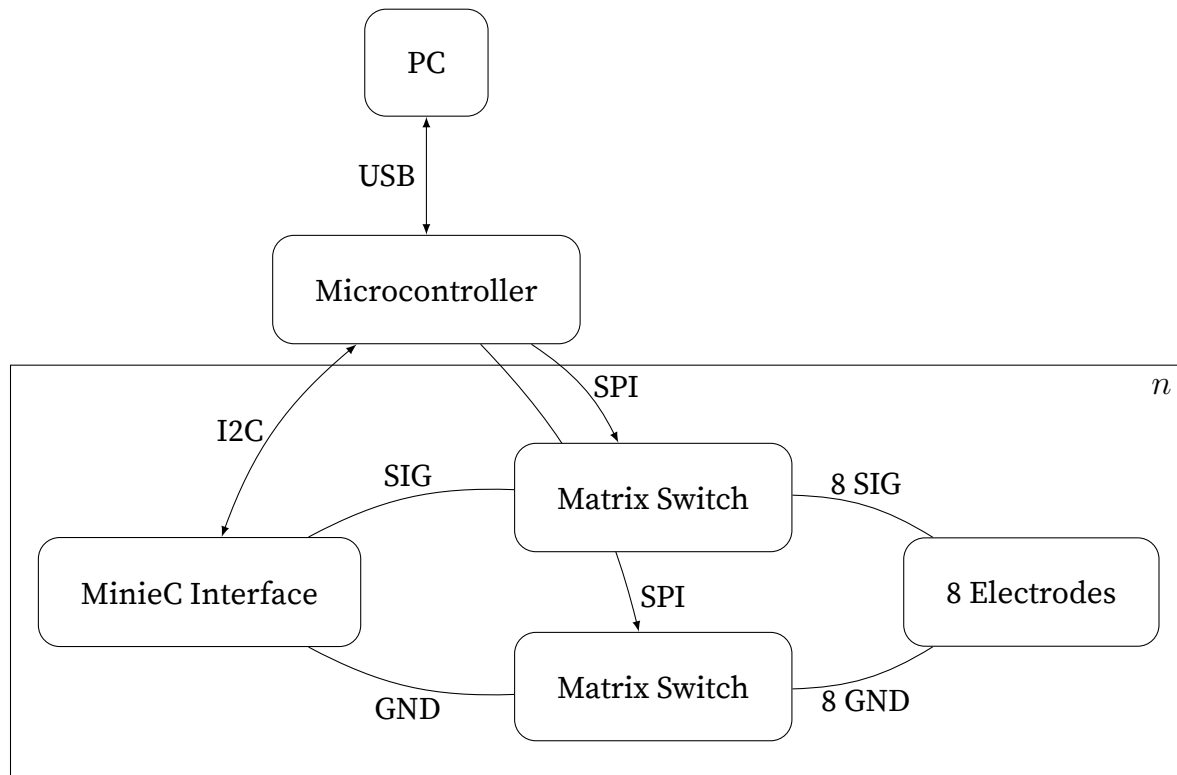 PC
USB
Microcontroller
SPI
n
I2C
SIG
8 SIG
Matrix Switch
MinieC Interface
SPI
8 Electrodes
Matrix Switch
GND
8 GND